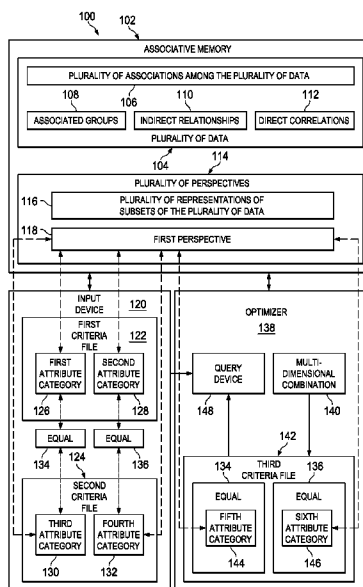 100
102
ASSOCIATIVE MEMORY
PLURALITY OF ASSOCIATIONS AMONG THE PLURALITY OF DATA
108
106
110
112
ASSOCIATED GROUPS
INDIRECT RELATIONSHIPS
DIRECT CORRELATIONS
PLURALITY OF DATA
104
114
PLURALITY OF PERSPECTIVES
116
PLURALITY OF REPRESENTATIONS
OF SUBSETS OF THE PLURALITY OF DATA
118
FIRST PERSPECTIVE
INPUT
DEVICE
120
FIRST
CRITERIA
FILE
122
FIRST
ATTRIBUTE
CATEGORY
SECOND
ATTRIBUTE
CATEGORY
126
128
EQUAL
EQUAL
134
124
136
SECOND
CRITERIA
FILE
THIRD
ATTRIBUTE
CATEGORY
FOURTH
ATTRIBUTE
CATEGORY
130
132
OPTIMIZER
138
QUERY
DEVICE
MULTI-
DIMENSIONAL
COMBINATION
148
140
142
134
THIRD
CRITERIA FILE
136
EQUAL
EQUAL
FIFTH
ATTRIBUTE
CATEGORY
SIXTH
ATTRIBUTE
CATEGORY
144
146